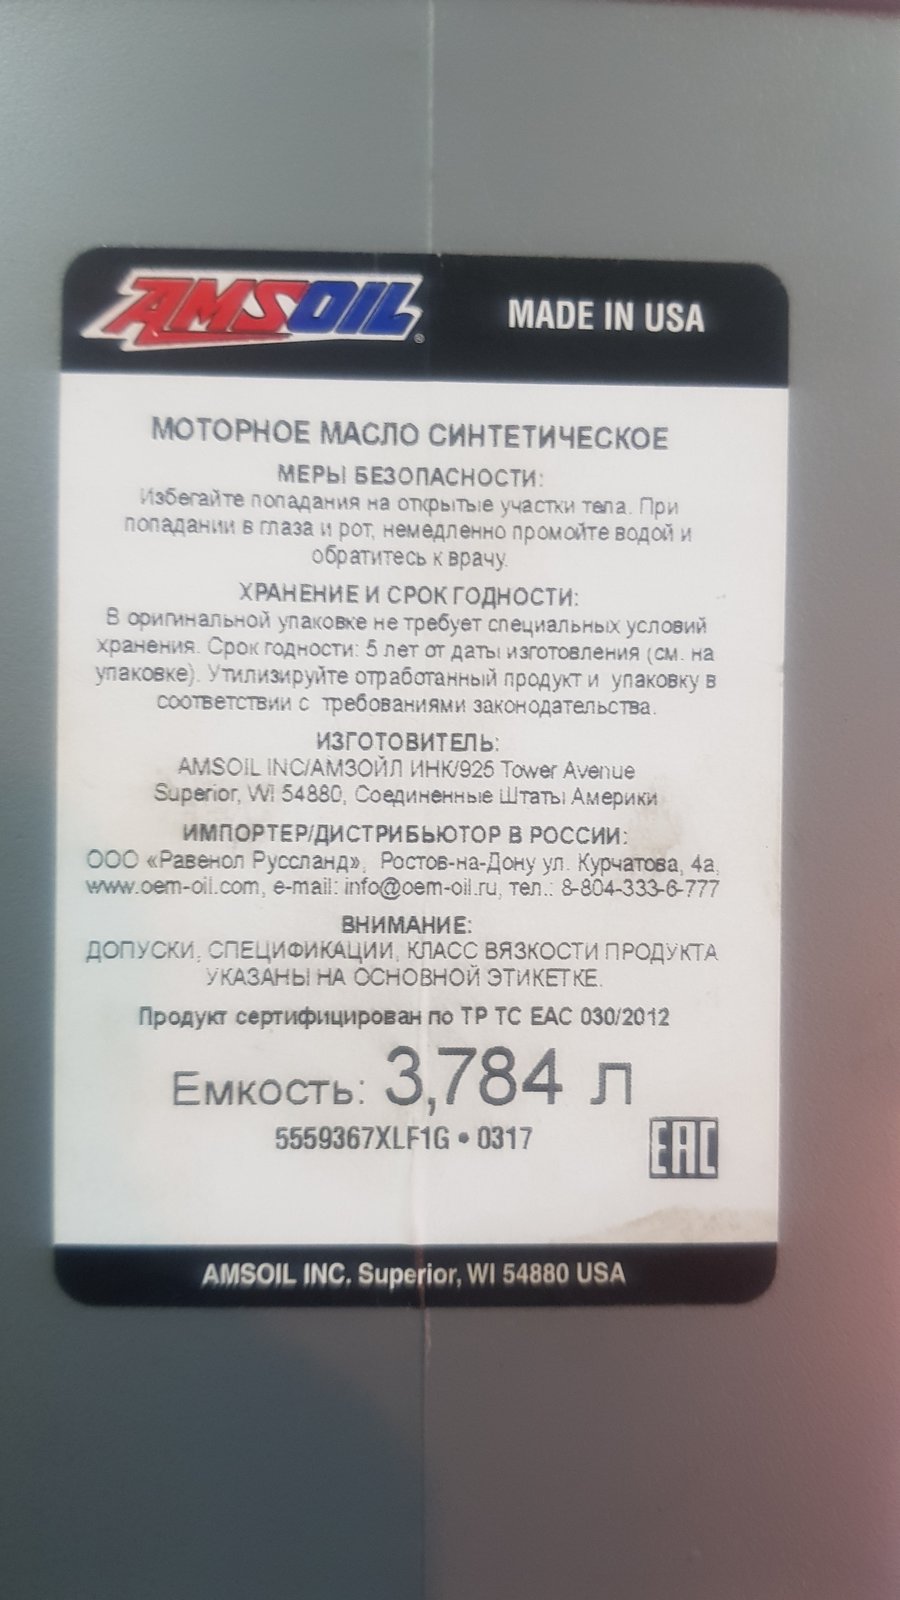 AMSOIL®
MADE IN USA
МОТОРНОЕ МАСЛО СИНТЕТИЧЕСКОЕ
МЕРЫ БЕЗОПАСНОСТИ:
Избегайте попадания на открытые участки тела. При
попадании в глаза и рот, немедленно промойте водой и
обратитесь к врачу.
ХРАНЕНИЕ И СРОК ГОДНОСТИ:
В оригинальной упаковке не требует специальных условий
хранения. Срок годности: 5 лет от даты изготовления (см. на
упаковке). Утилизируйте отработанный продукт и упаковку в
соответствии с требованиями законодательства.
ИЗГОТОВИТЕЛЬ:
AMSOIL INC/АМЗОЙЛ ИНК/925 Tower Avenue
Superior, WI 54880, Соединенные Штаты Америки
ИМПОРТЕР/ДИСТРИБЬЮТОР В РОССИИ:
ООО «Равенол Руссланд», Ростов-на-Дону ул. Курчатова, 4а,
www.oem-oil.com, e-mail: info@oem-oil.ru, тел.: 8-804-333-6-777
ВНИМАНИЕ:
ДОПУСКИ, СПЕЦИФИКАЦИИ, КЛАСС ВЯЗКОСТИ ПРОДУКТА
УКАЗАНЫ НА ОСНОВНОЙ ЭТИКЕТКЕ.
Продукт сертифицирован по ТР ТС ЕАС 030/2012
Емкость: 3,784 л
5559367XLF1G • 0317
EAC
AMSOIL INC. Superior, WI 54880 USA